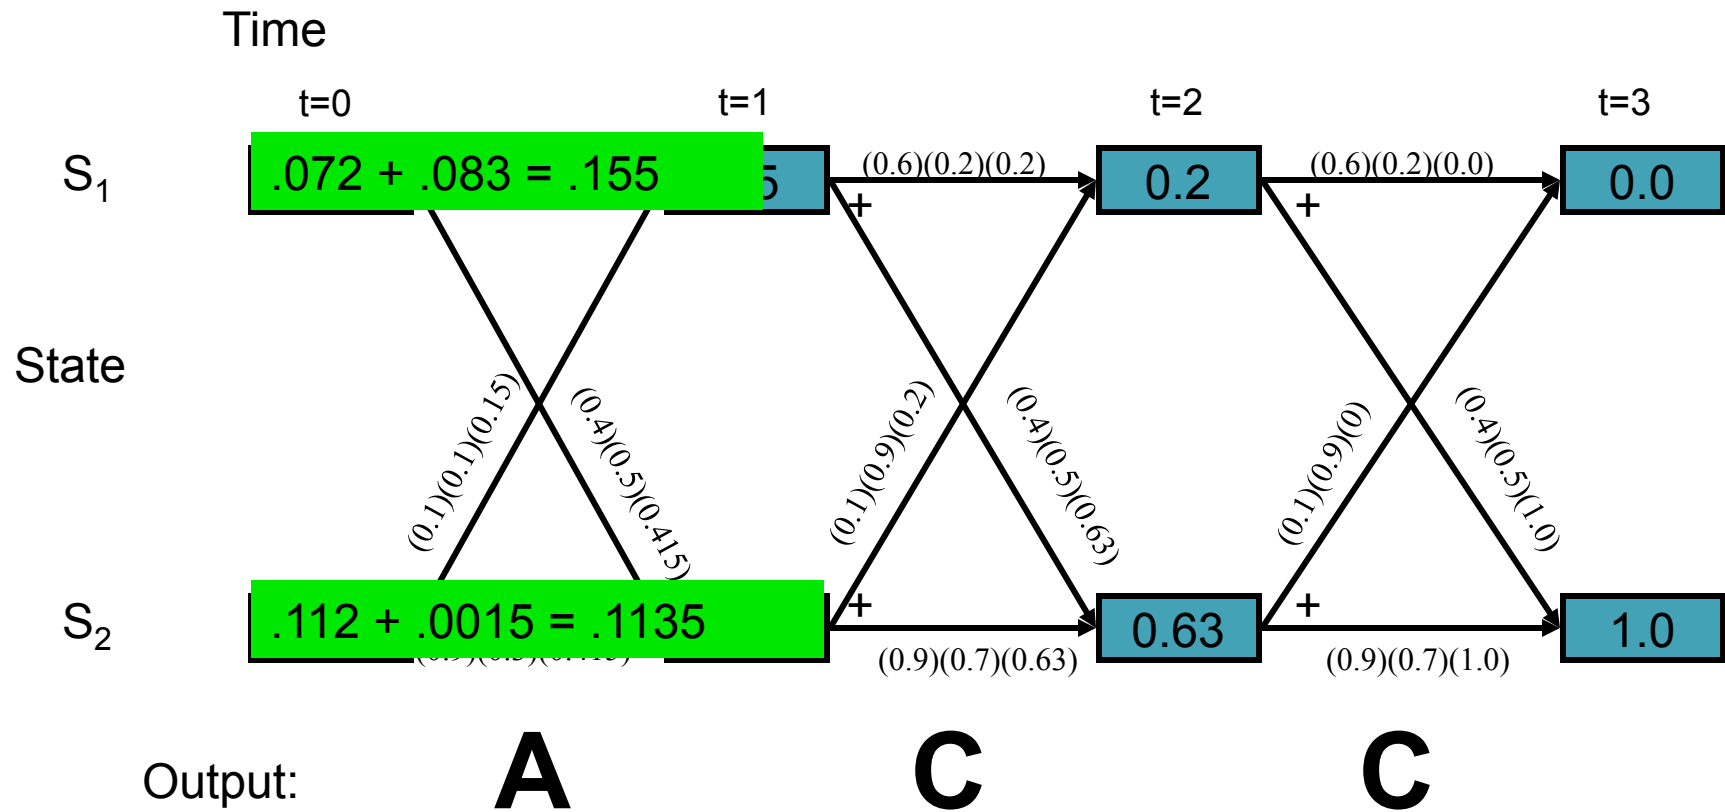 Time
t=0 t=1 t=2 t=3
S1 .072 + .083 = .155 5 (0.6)(0.2)(0.2) 0.2 (0.6)(0.2)(0.0) 0.0
+ +
State
(0.1)(0.1)(0.15) (0.4)(0.5)(0.415) (0.1)(0.9)(0.2) (0.4)(0.5)(0.63) (0.1)(0.9)(0) (0.4)(0.5)(1.0)
+ +
S2 .112 + .0015 = .1135 0.63 1.0
(0.9)(0.7)(0.63) (0.9)(0.7)(1.0)
Output: A C C